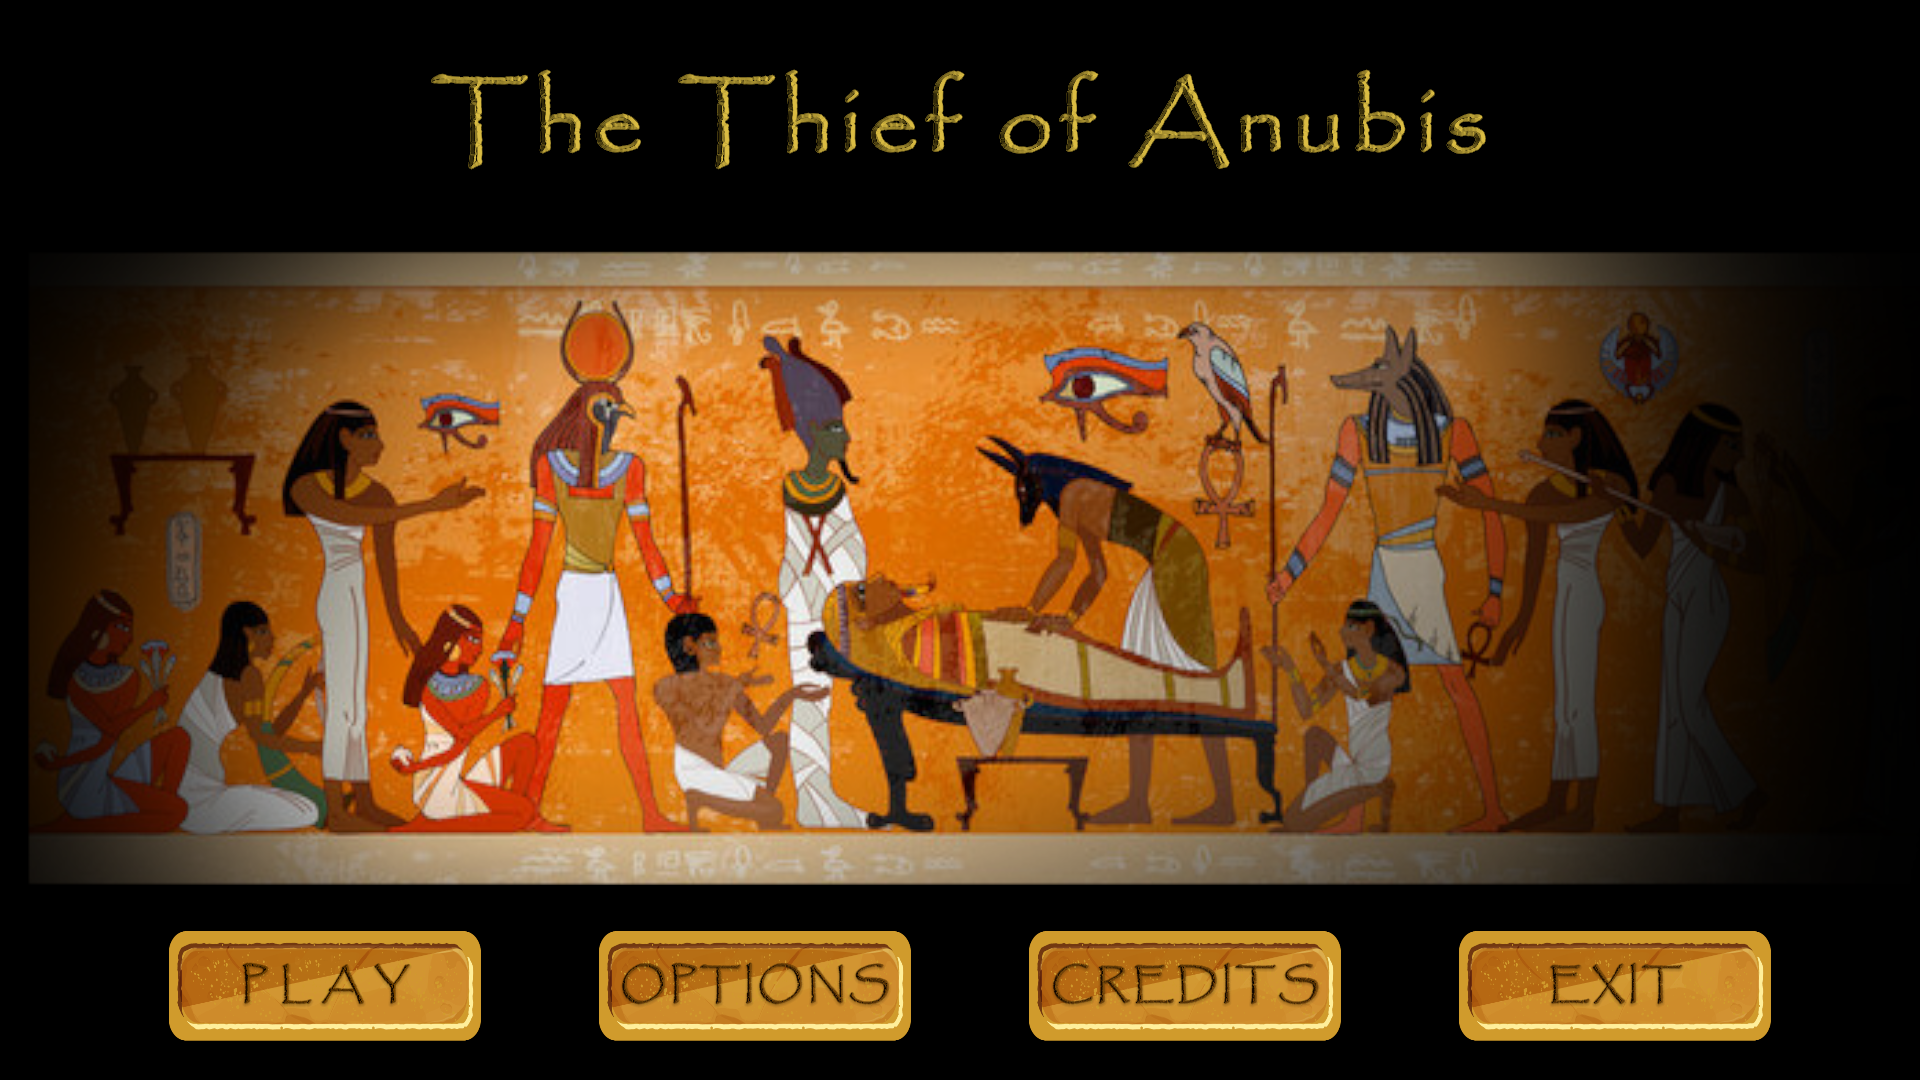 The Thief of Anubis
PLAY
OPTIONS
CREDITS
EXIT